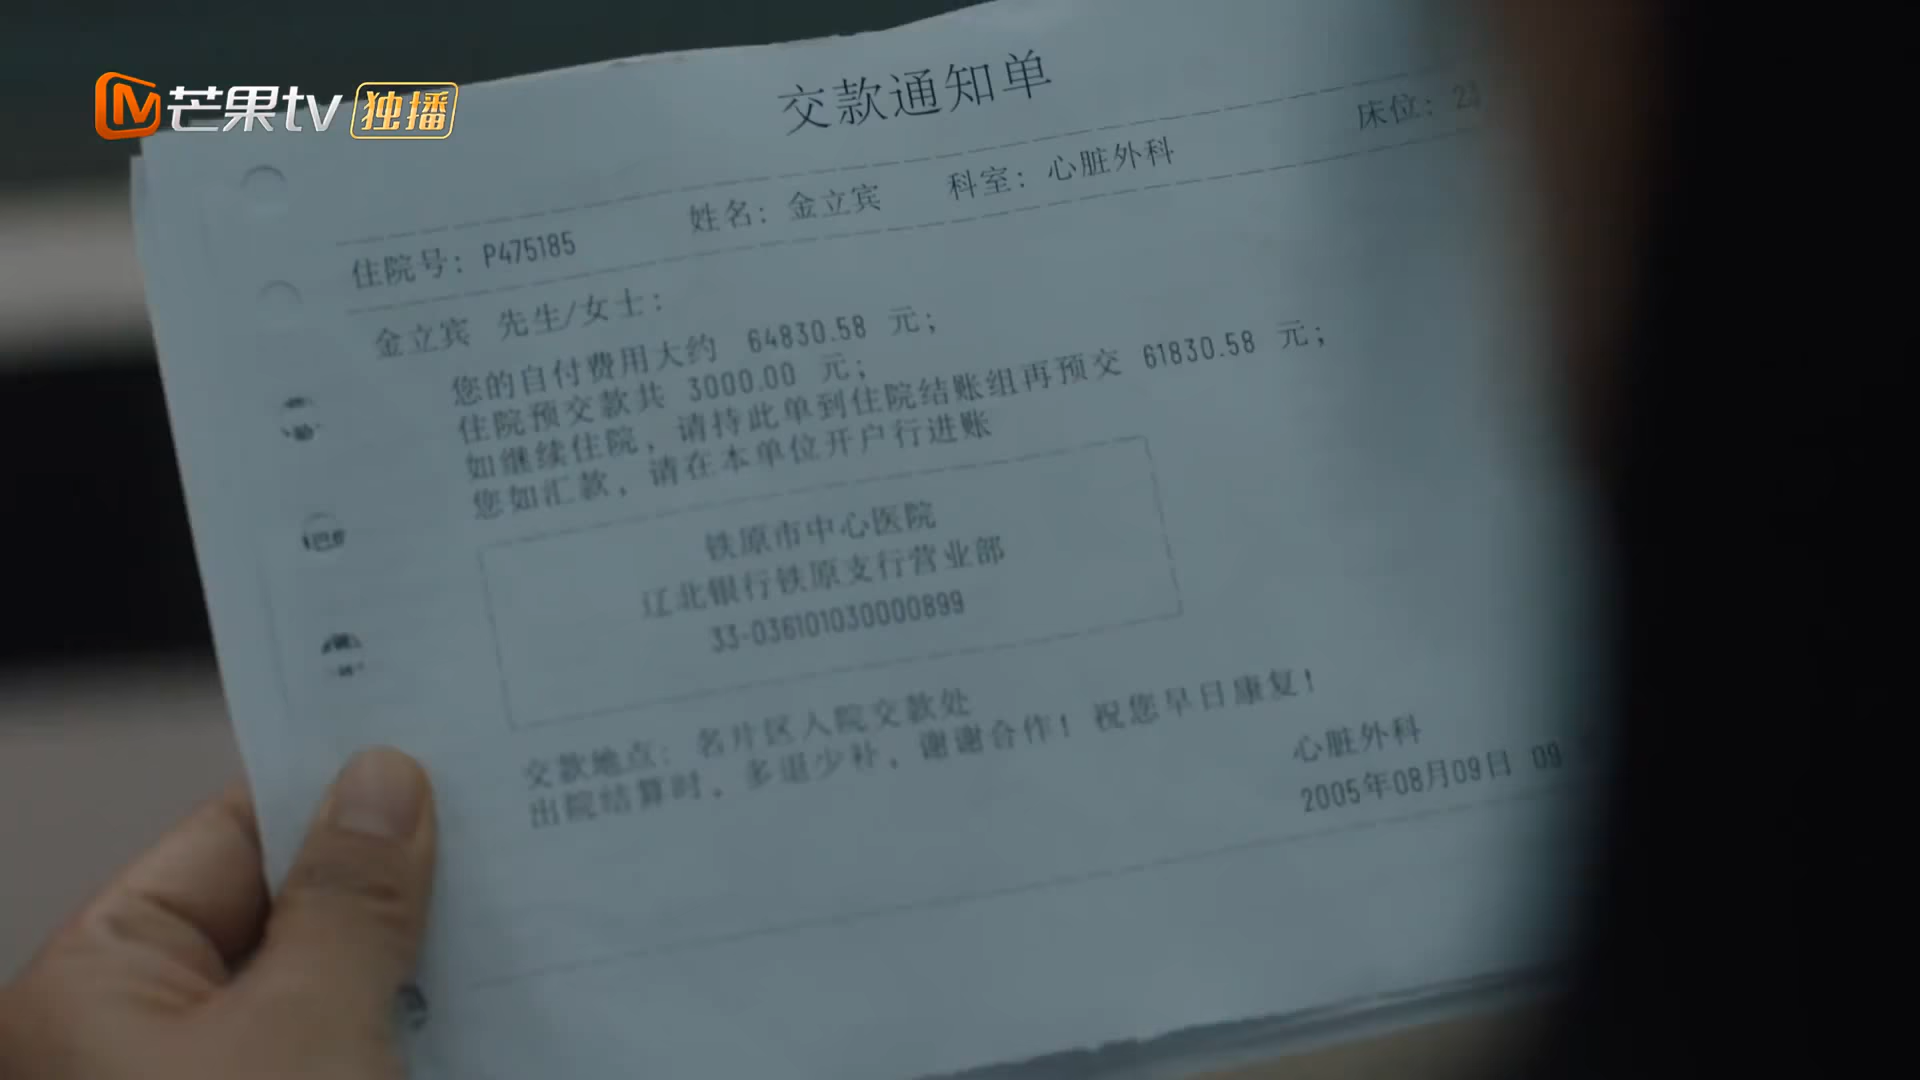 芒果tv 独播
交款通知单
住院号：P475185 姓名：金立宾 科室：心脏外科 床位：23
金立宾 先生/女士：
您的自付费用大约 64830.58 元；
住院预交款共 3000.00 元；
如继续住院，请持此单到住院结账组再预交 61830.58 元；
您如汇款，请在本单位开户行进账
铁原市中心医院
辽北银行铁原支行营业部
33-036101030000899
交款地点：名片区入院交款处
出院结算时，多退少补，谢谢合作！祝您早日康复！
心脏外科
2005年08月09日 09